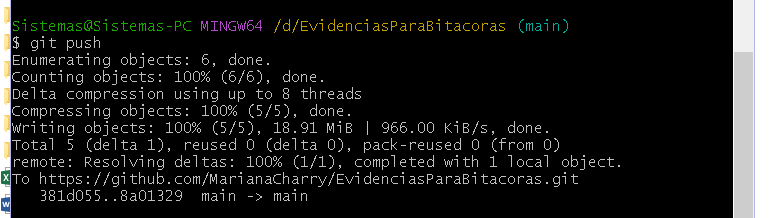 Sistemas@Sistemas-PC MINGW64 /d/EvidenciasParaBitacoras (main)
$ git push
Enumerating objects: 6, done.
Counting objects: 100% (6/6), done.
Delta compression using up to 8 threads
Compressing objects: 100% (5/5), done.
Writing objects: 100% (5/5), 18.91 MiB | 966.00 KiB/s, done.
Total 5 (delta 1), reused 0 (delta 0), pack-reused 0 (from 0)
remote: Resolving deltas: 100% (1/1), completed with 1 local object.
To https://github.com/MarianaCharry/EvidenciasParaBitacoras.git
   381d055..8a01329  main -> main